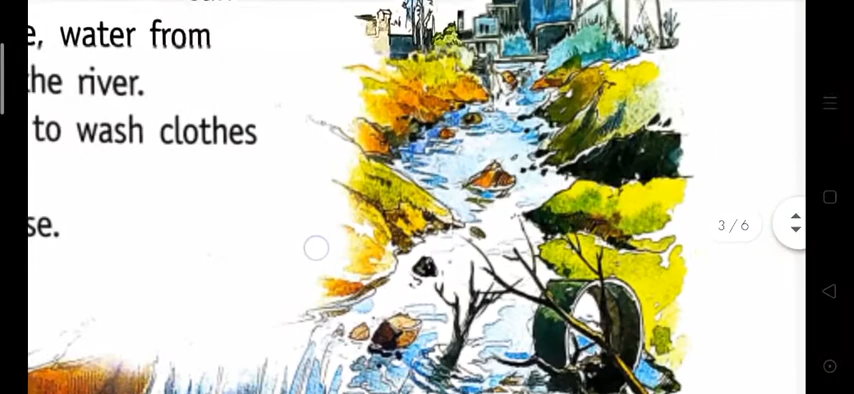 e, water from
the river.
to wash clothes
se.
3 / 6